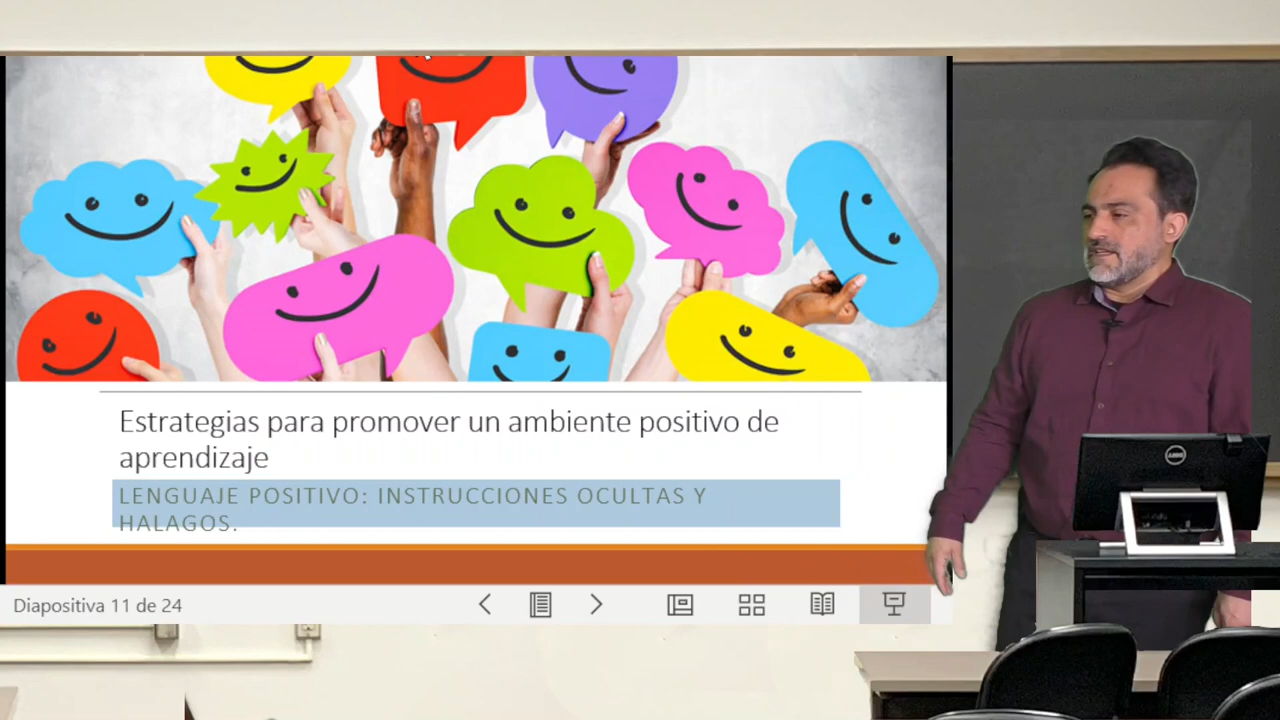 Estrategias para promover un ambiente positivo de
aprendizaje
LENGUAJE POSITIVO: INSTRUCCIONES OCULTAS Y
HALAGOS.
Diapositiva 11 de 24